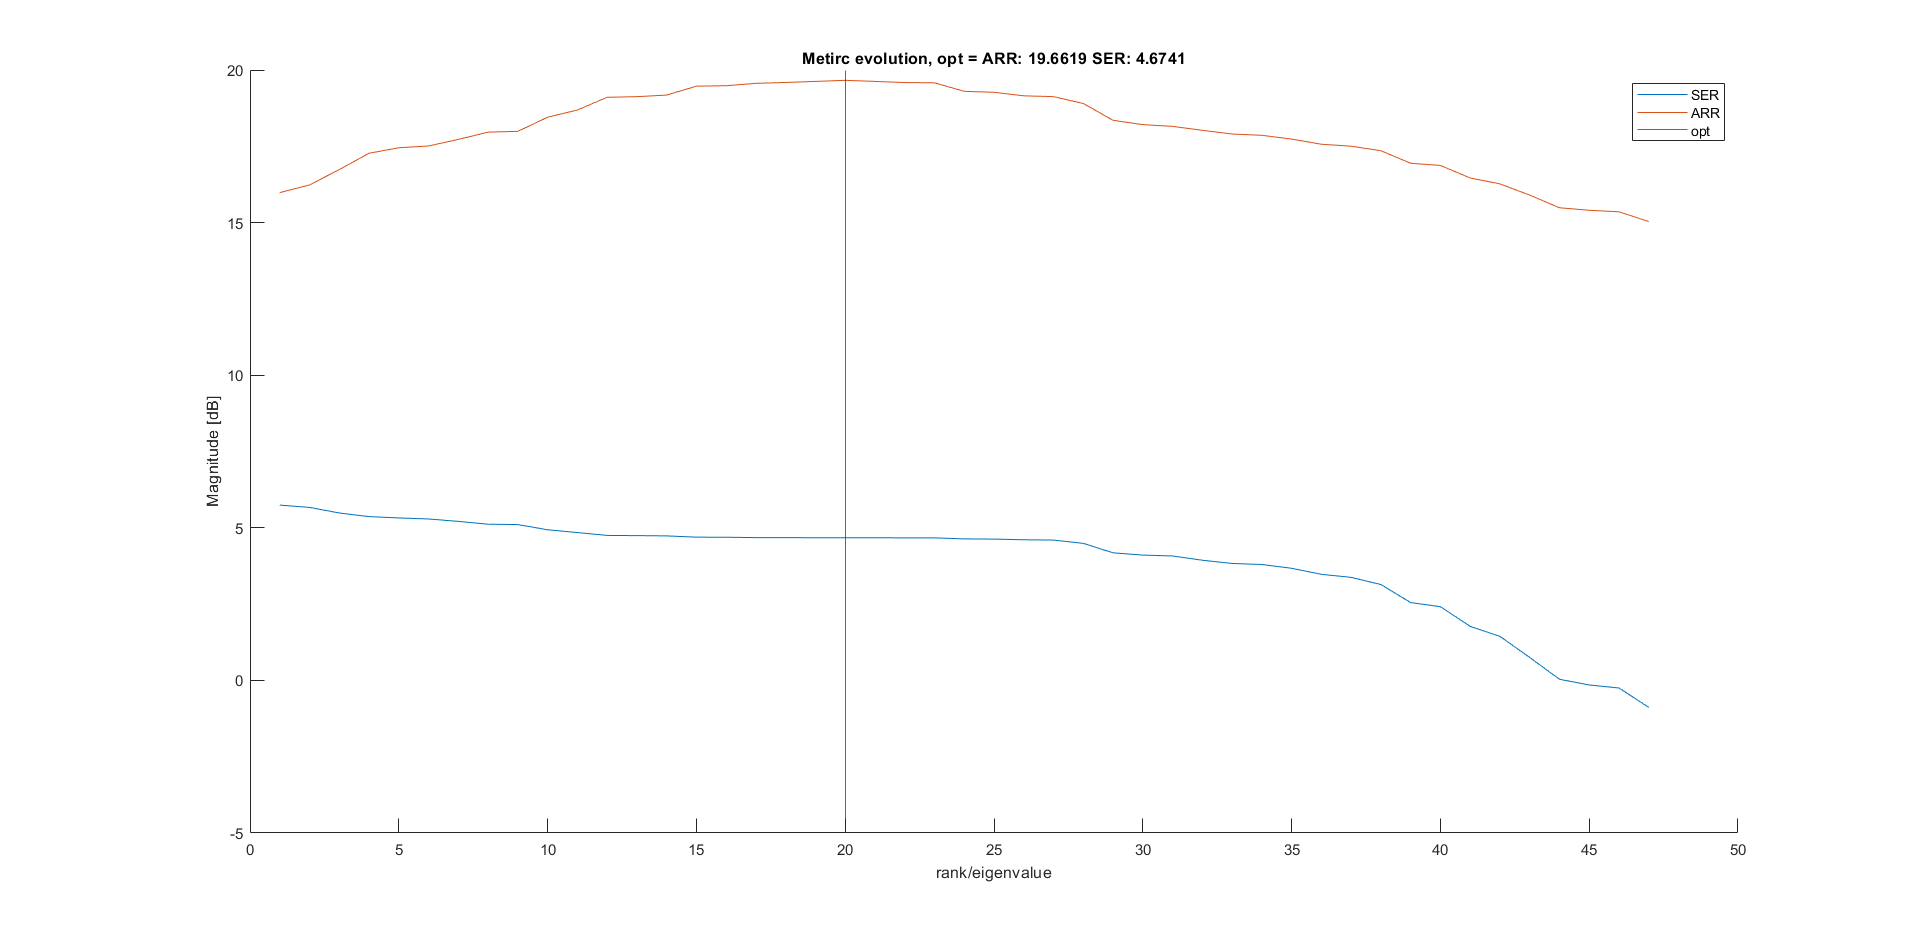 Metirc evolution, opt = ARR: 19.6619 SER: 4.6741
20
15
10
5
0
-5
Magnitude [dB]
SER
ARR
opt
0 5 10 15 20 25 30 35 40 45 50
rank/eigenvalue